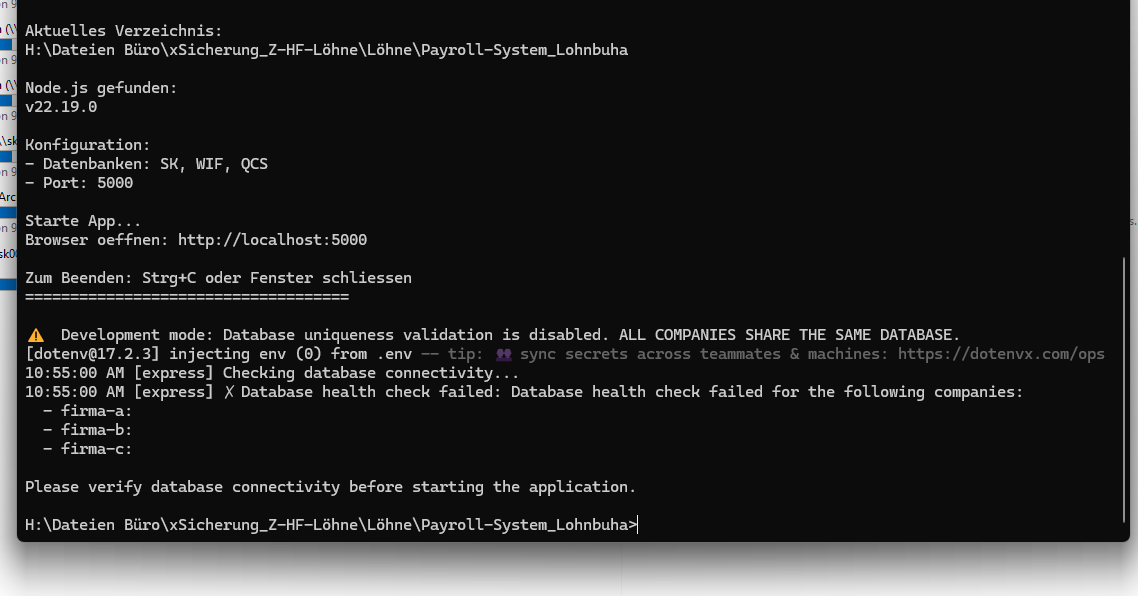 Aktuelles Verzeichnis:
H:\Dateien Büro\xSicherung_Z-HF-Löhne\Löhne\Payroll-System_Lohnbuha
Node.js gefunden:
v22.19.0
Konfiguration:
- Datenbanken: SK, WIF, QCS
- Port: 5000
Starte App...
Browser oeffnen: http://localhost:5000
Zum Beenden: Strg+C oder Fenster schliessen
====================================
⚠ Development mode: Database uniqueness validation is disabled. ALL COMPANIES SHARE THE SAME DATABASE.
[dotenv@17.2.3] injecting env (0) from .env -- tip: 👥 sync secrets across teammates & machines: https://dotenvx.com/ops
10:55:00 AM [express] Checking database connectivity...
10:55:00 AM [express] ✗ Database health check failed: Database health check failed for the following companies:
- firma-a:
- firma-b:
- firma-c:
Please verify database connectivity before starting the application.
H:\Dateien Büro\xSicherung_Z-HF-Löhne\Löhne\Payroll-System_Lohnbuha>